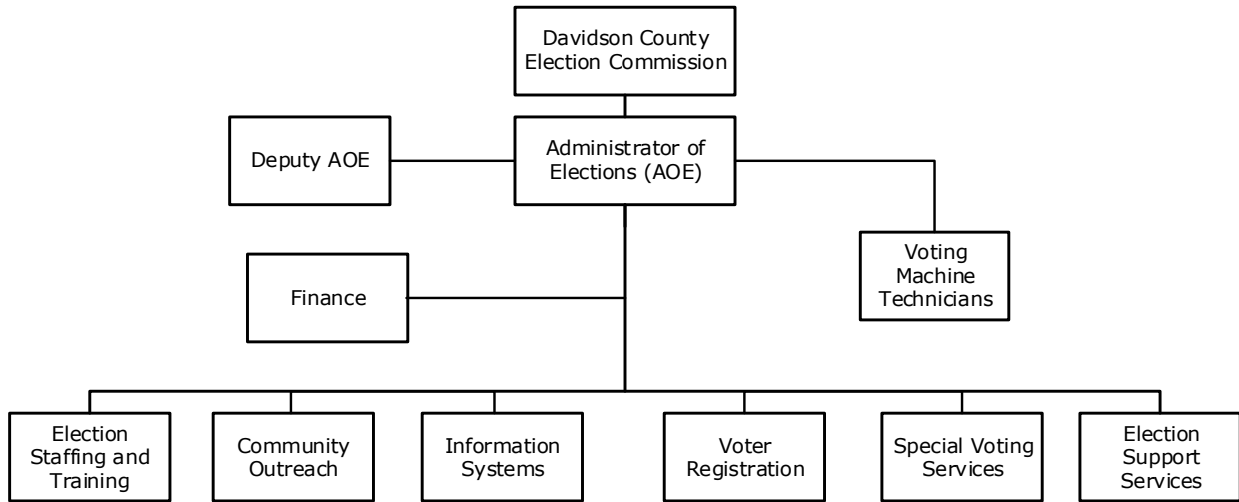 Davidson County
Election Commission
Deputy AOE
Administrator of
Elections (AOE)
Voting
Machine
Technicians
Finance
Election
Staffing and
Training
Community
Outreach
Information
Systems
Voter
Registration
Special Voting
Services
Election
Support
Services